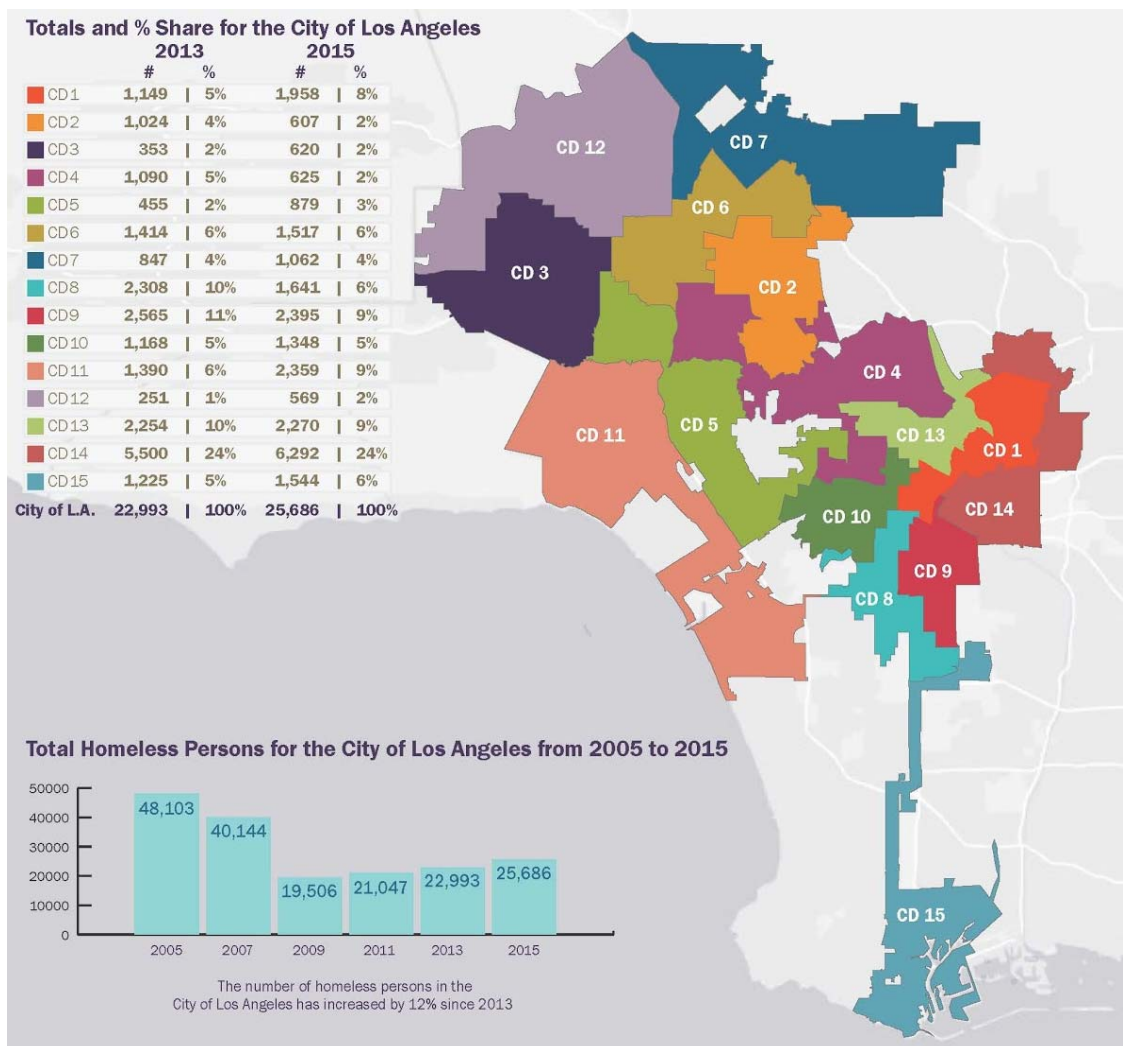 Totals and % Share for the City of Los Angeles
2013 2015
# % # %
CD1 1,149 | 5% 1,958 | 8%
CD2 1,024 | 4% 607 | 2%
CD3 353 | 2% 620 | 2%
CD4 1,090 | 5% 625 | 2%
CD5 455 | 2% 879 | 3%
CD6 1,414 | 6% 1,517 | 6%
CD7 847 | 4% 1,062 | 4%
CD8 2,308 | 10% 1,641 | 6%
CD9 2,565 | 11% 2,395 | 9%
CD10 1,168 | 5% 1,348 | 5%
CD11 1,390 | 6% 2,359 | 9%
CD12 251 | 1% 569 | 2%
CD13 2,254 | 10% 2,270 | 9%
CD14 5,500 | 24% 6,292 | 24%
CD15 1,225 | 5% 1,544 | 6%
City of L.A. 22,993 | 100% 25,686 | 100%
CD 12
CD 7
CD 6
CD 3
CD 2
CD 4
CD 11
CD 5
CD 13
CD 1
CD 10
CD 14
CD 9
CD 8
CD 15
Total Homeless Persons for the City of Los Angeles from 2005 to 2015
50000
40000
30000
20000
10000
0
48,103
40,144
19,506
21,047
22,993
25,686
2005 2007 2009 2011 2013 2015
The number of homeless persons in the
City of Los Angeles has increased by 12% since 2013